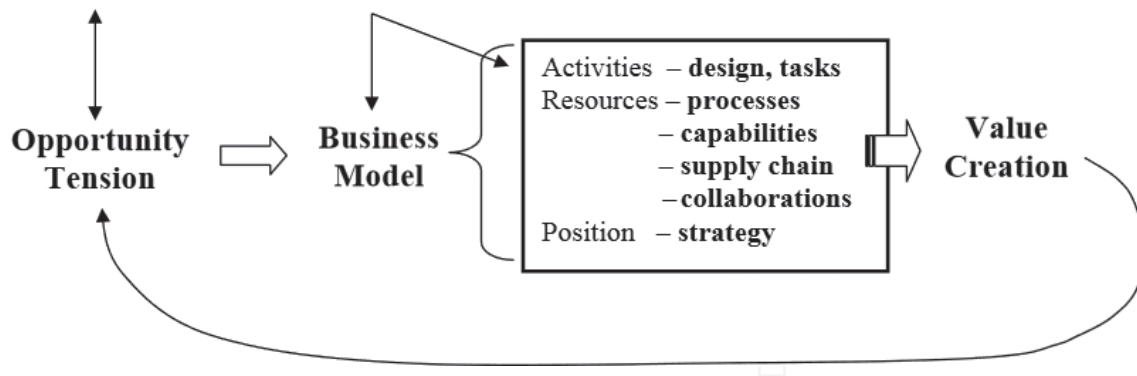 Opportunity
Tension
Business
Model
Activities – design, tasks
Resources – processes
– capabilities
– supply chain
– collaborations
Position – strategy
Value
Creation